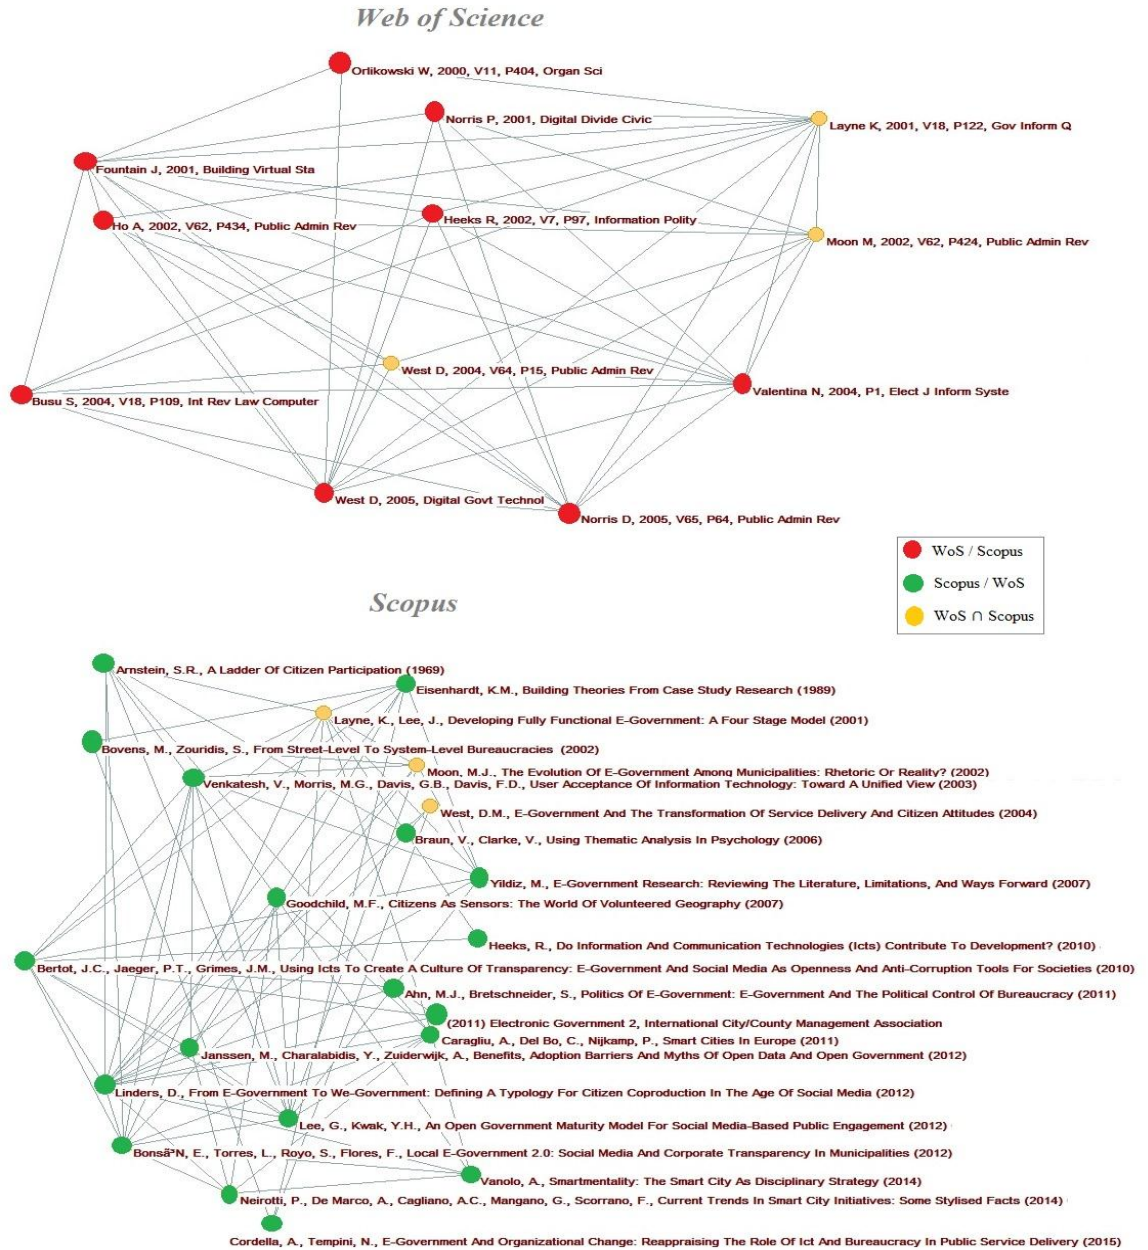 Web of Science
Orlikowski W, 2000, V11, P404, Organ Sci
Norris P, 2001, Digital Divide Civic
Layne K, 2001, V18, P122, Gov Inform Q
Fountain J, 2001, Building Virtual Sta
Ho A, 2002, V62, P434, Public Admin Rev
Heeks R, 2002, V7, P97, Information Polity
Moon M, 2002, V62, P424, Public Admin Rev
West D, 2004, V64, P15, Public Admin Rev
Valentina N, 2004, P1, Elect J Inform Syste
Busu S, 2004, V18, P109, Int Rev Law Computer
West D, 2005, Digital Govt Technol
Norris D, 2005, V65, P64, Public Admin Rev
WoS / Scopus
Scopus / WoS
WoS ∩ Scopus
Scopus
Arnstein, S.R., A Ladder Of Citizen Participation (1969)
Eisenhardt, K.M., Building Theories From Case Study Research (1989)
Layne, K., Lee, J., Developing Fully Functional E-Government: A Four Stage Model (2001)
Bovens, M., Zouridis, S., From Street-Level To System-Level Bureaucracies (2002)
Moon, M.J., The Evolution Of E-Government Among Municipalities: Rhetoric Or Reality? (2002)
Venkatesh, V., Morris, M.G., Davis, G.B., Davis, F.D., User Acceptance Of Information Technology: Toward A Unified View (2003)
West, D.M., E-Government And The Transformation Of Service Delivery And Citizen Attitudes (2004)
Braun, V., Clarke, V., Using Thematic Analysis In Psychology (2006)
Yildiz, M., E-Government Research: Reviewing The Literature, Limitations, And Ways Forward (2007)
Goodchild, M.F., Citizens As Sensors: The World Of Volunteered Geography (2007)
Heeks, R., Do Information And Communication Technologies (Icts) Contribute To Development? (2010)
Bertot, J.C., Jaeger, P.T., Grimes, J.M., Using Icts To Create A Culture Of Transparency: E-Government And Social Media As Openness And Anti-Corruption Tools For Societies (2010)
Ahn, M.J., Bretschneider, S., Politics Of E-Government: E-Government And The Political Control Of Bureaucracy (2011)
(2011) Electronic Government 2, International City/County Management Association
Caragliu, A., Del Bo, C., Nijkamp, P., Smart Cities In Europe (2011)
Janssen, M., Charalabidis, Y., Zuiderwijk, A., Benefits, Adoption Barriers And Myths Of Open Data And Open Government (2012)
Linders, D., From E-Government To We-Government: Defining A Typology For Citizen Coproduction In The Age Of Social Media (2012)
Lee, G., Kwak, Y.H., An Open Government Maturity Model For Social Media-Based Public Engagement (2012)
Bonsã³N, E., Torres, L., Royo, S., Flores, F., Local E-Government 2.0: Social Media And Corporate Transparency In Municipalities (2012)
Vanolo, A., Smartmentality: The Smart City As Disciplinary Strategy (2014)
Neirotti, P., De Marco, A., Cagliano, A.C., Mangano, G., Scorrano, F., Current Trends In Smart City Initiatives: Some Stylised Facts (2014)
Cordella, A., Tempini, N., E-Government And Organizational Change: Reappraising The Role Of Ict And Bureaucracy In Public Service Delivery (2015)